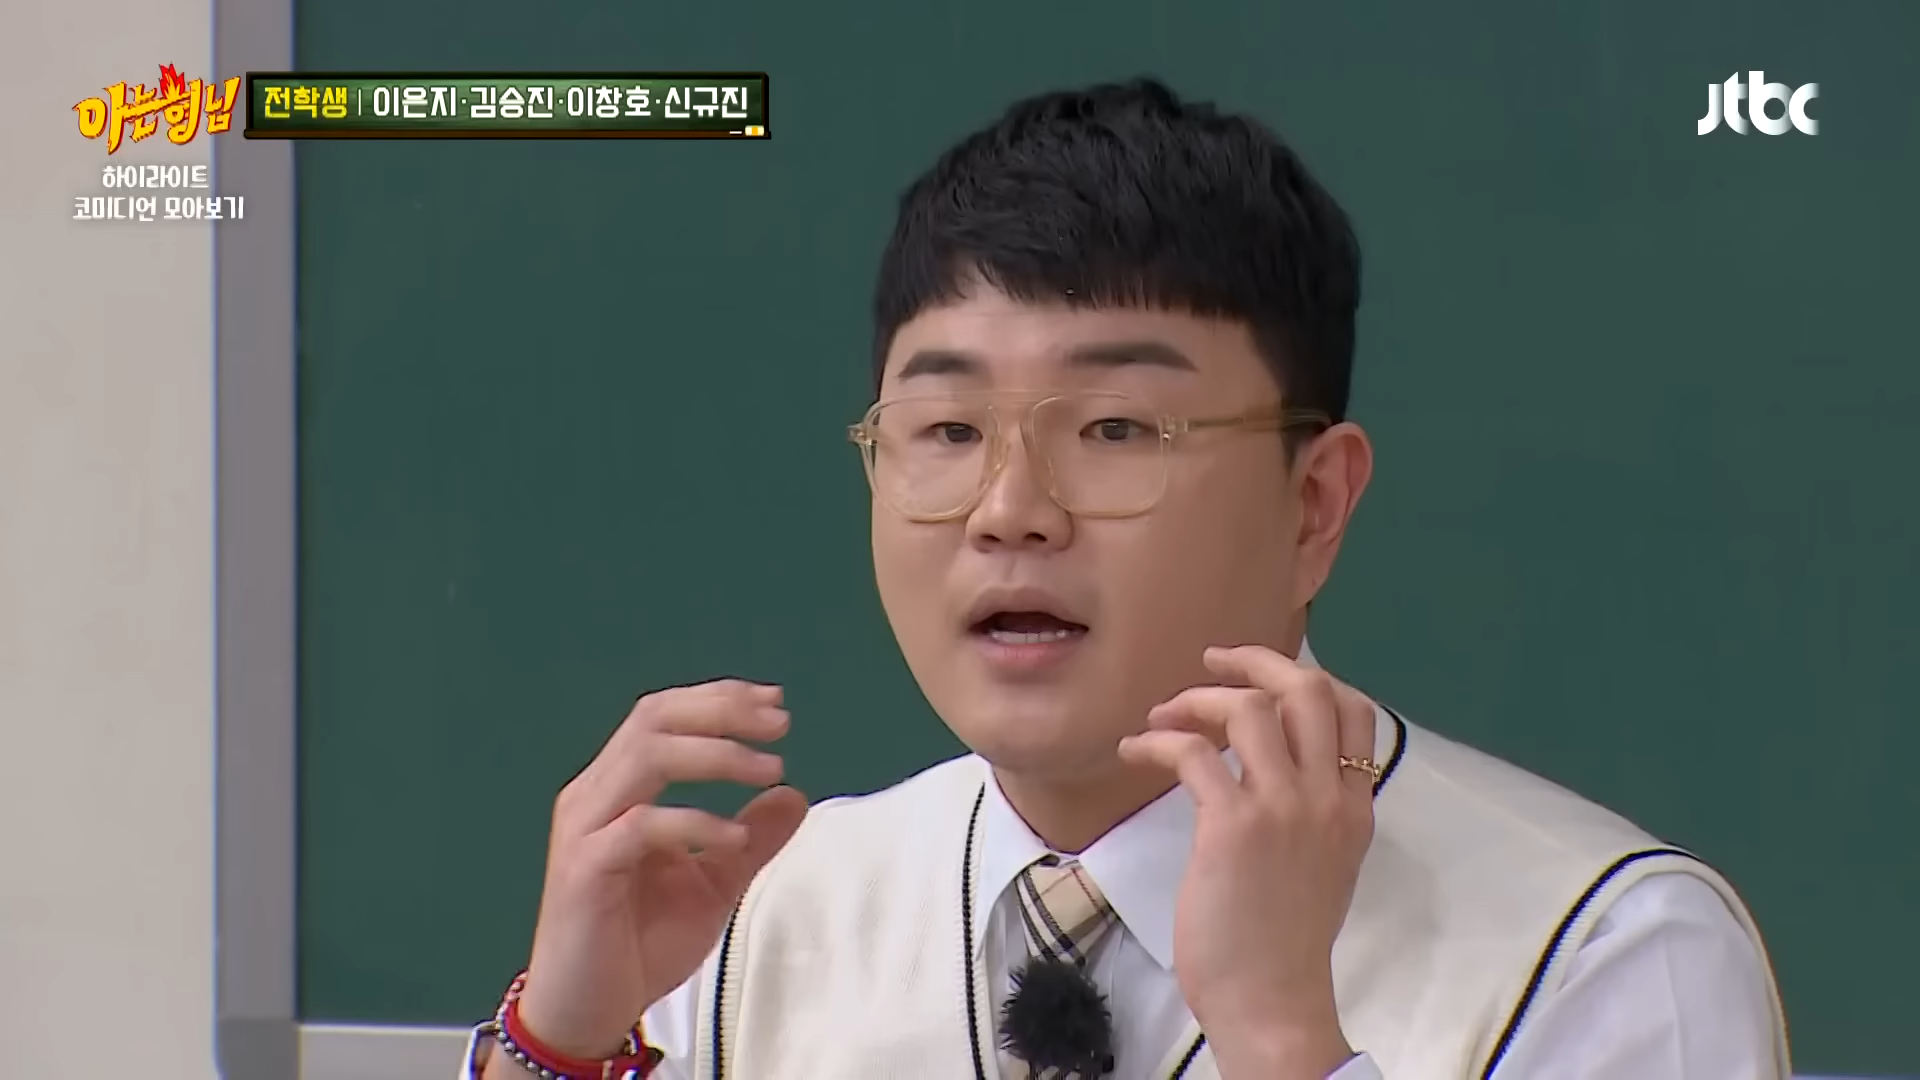 아는형님
전학생 | 이은지·김승진·이창호·신규진
하이라이트
코미디언 모아보기
jtbc